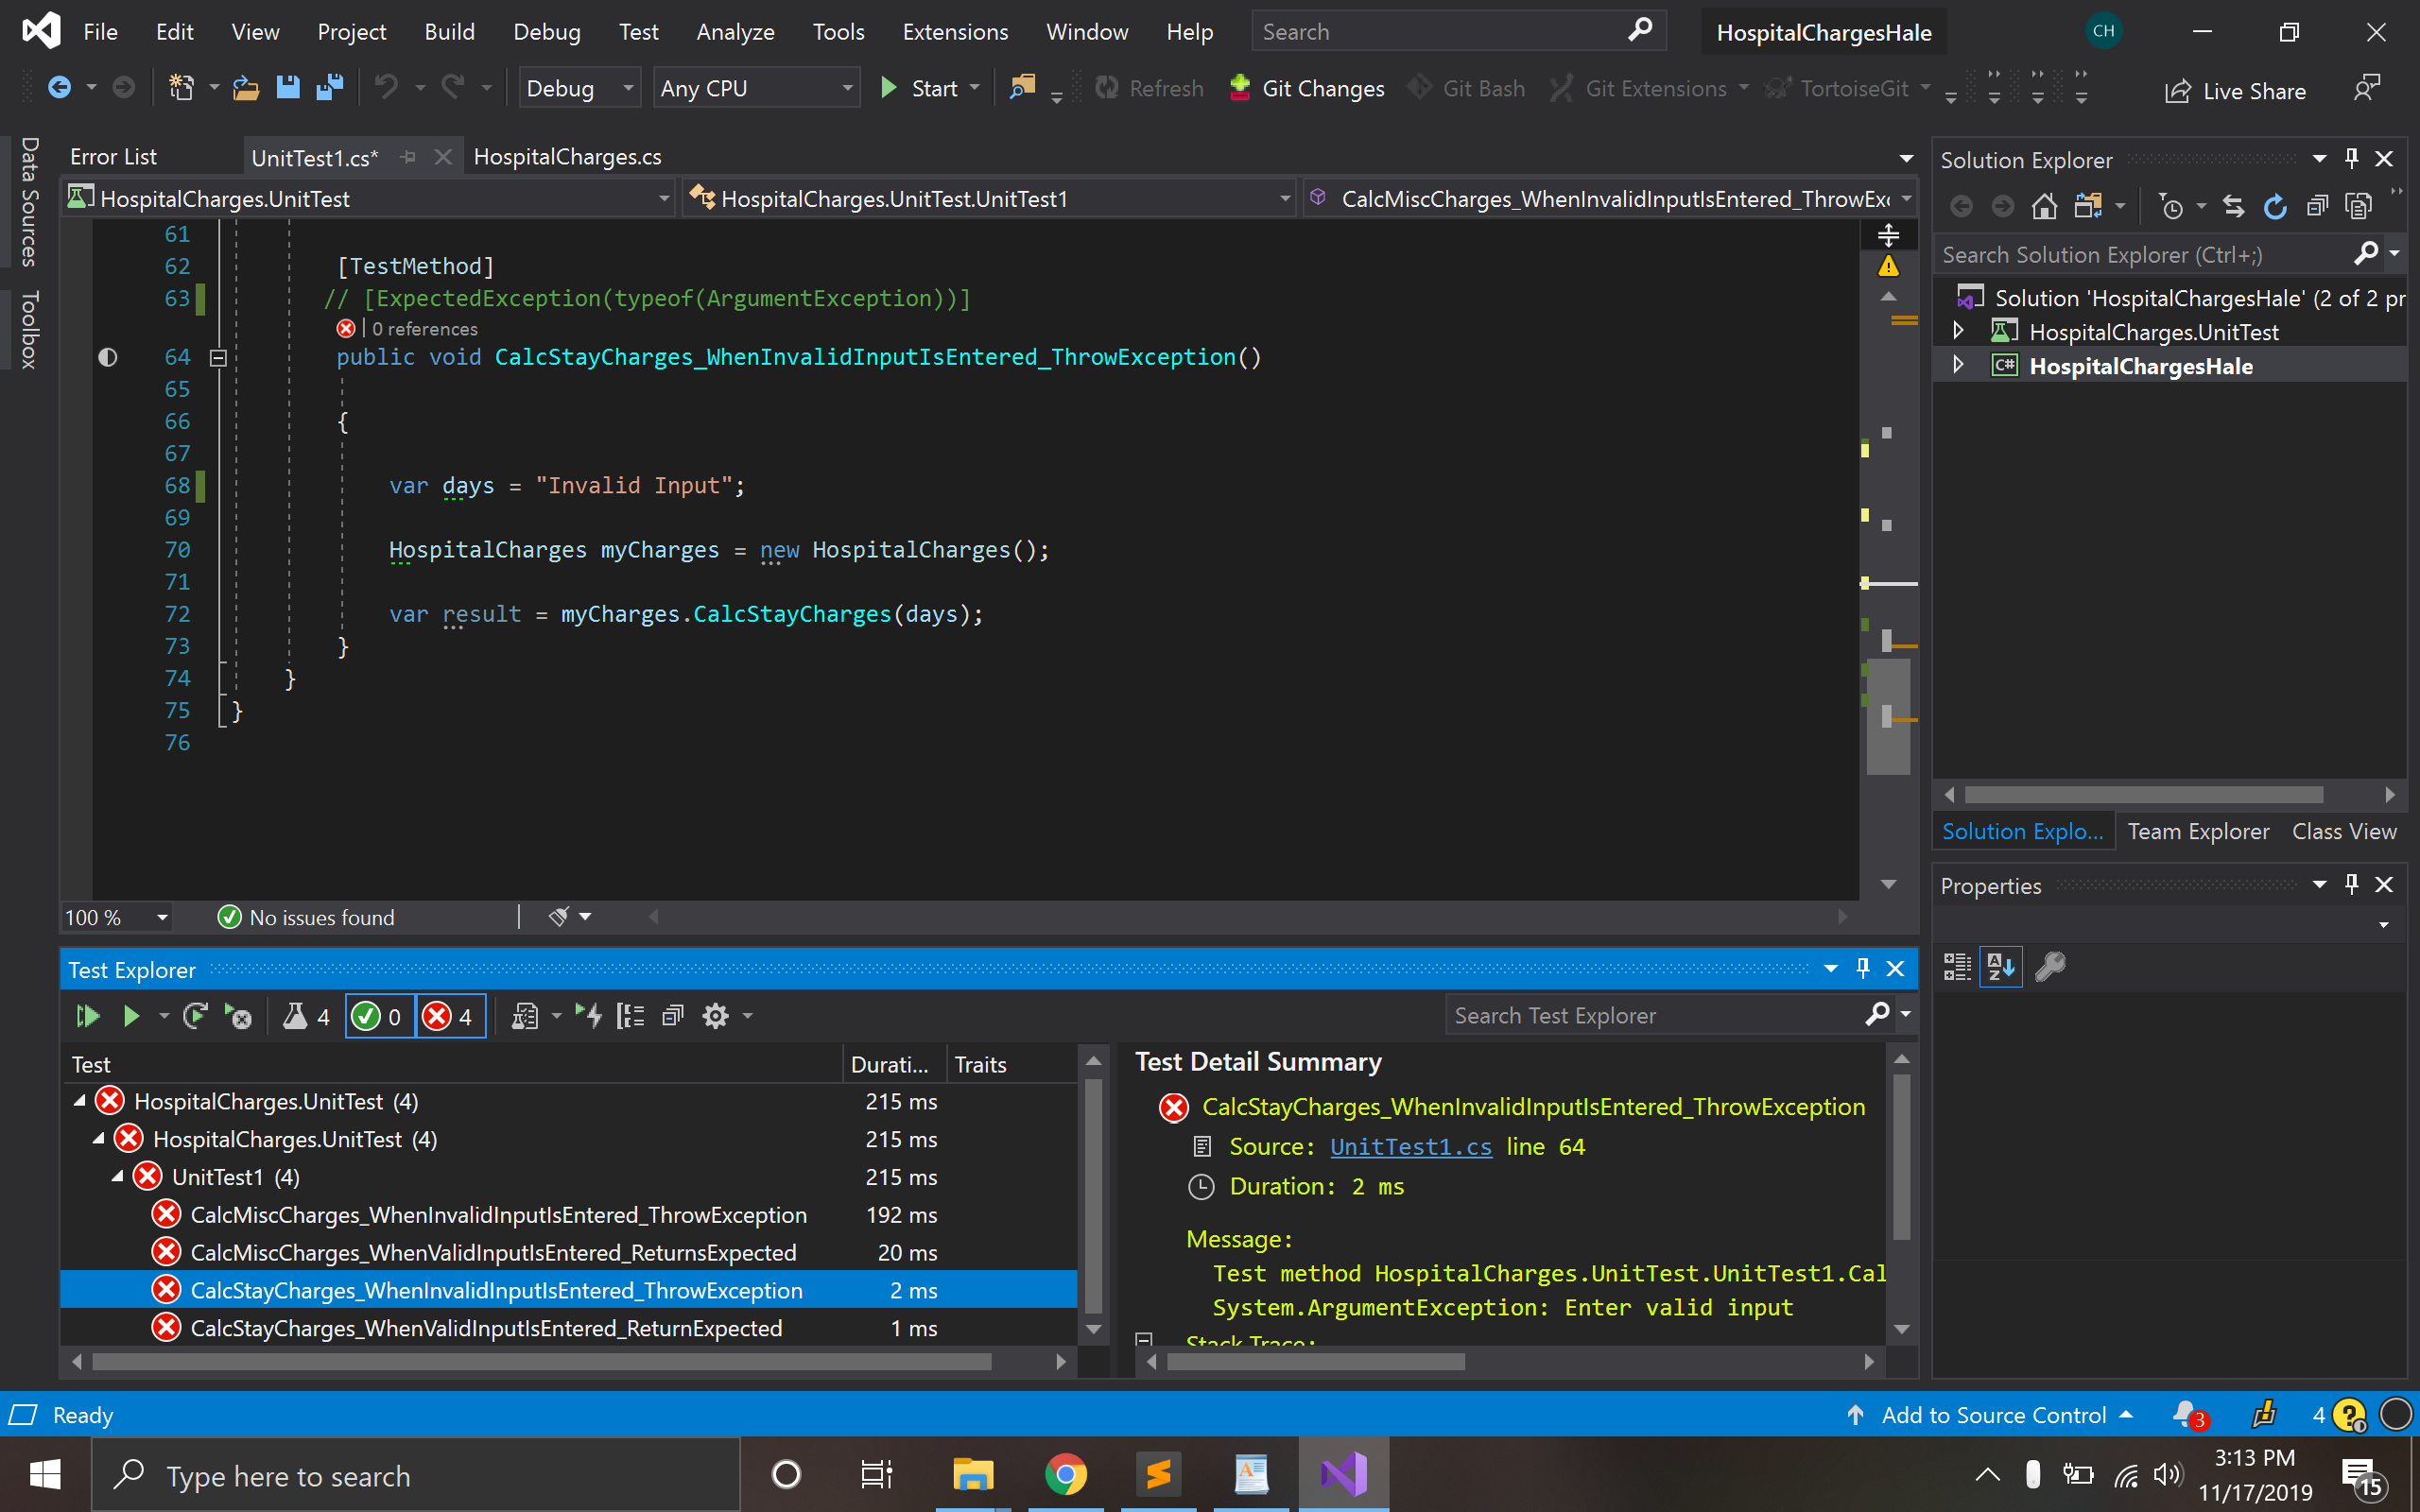 File Edit View Project Build Debug Test Analyze Tools Extensions Window Help Search HospitalChargesHale CH
Debug Any CPU Start Refresh Git Changes Git Bash Git Extensions TortoiseGit Live Share
Data Sources
Toolbox
Error List UnitTest1.cs* HospitalCharges.cs
HospitalCharges.UnitTest HospitalCharges.UnitTest.UnitTest1 CalcMiscCharges_WhenInvalidInputIsEntered_ThrowExc
61
62 [TestMethod]
63 // [ExpectedException(typeof(ArgumentException))]
0 references
64 public void CalcStayCharges_WhenInvalidInputIsEntered_ThrowException()
65
66 {
67
68 var days = "Invalid Input";
69
70 HospitalCharges myCharges = new HospitalCharges();
71
72 var result = myCharges.CalcStayCharges(days);
73 }
74 }
75 }
76
100 % No issues found
Solution Explorer
Search Solution Explorer (Ctrl+;)
Solution 'HospitalChargesHale' (2 of 2 pr
HospitalCharges.UnitTest
C# HospitalChargesHale
Solution Explo... Team Explorer Class View
Properties
Test Explorer
4 0 4 Search Test Explorer
Test Durati... Traits
HospitalCharges.UnitTest (4) 215 ms
HospitalCharges.UnitTest (4) 215 ms
UnitTest1 (4) 215 ms
CalcMiscCharges_WhenInvalidInputIsEntered_ThrowException 192 ms
CalcMiscCharges_WhenValidInputIsEntered_ReturnsExpected 20 ms
CalcStayCharges_WhenInvalidInputIsEntered_ThrowException 2 ms
CalcStayCharges_WhenValidInputIsEntered_ReturnExpected 1 ms
Test Detail Summary
CalcStayCharges_WhenInvalidInputIsEntered_ThrowException
Source: UnitTest1.cs line 64
Duration: 2 ms
Message:
Test method HospitalCharges.UnitTest.UnitTest1.Cal
System.ArgumentException: Enter valid input
Stack Trace:
Ready Add to Source Control 3 4
Type here to search
3:13 PM
11/17/2019
15